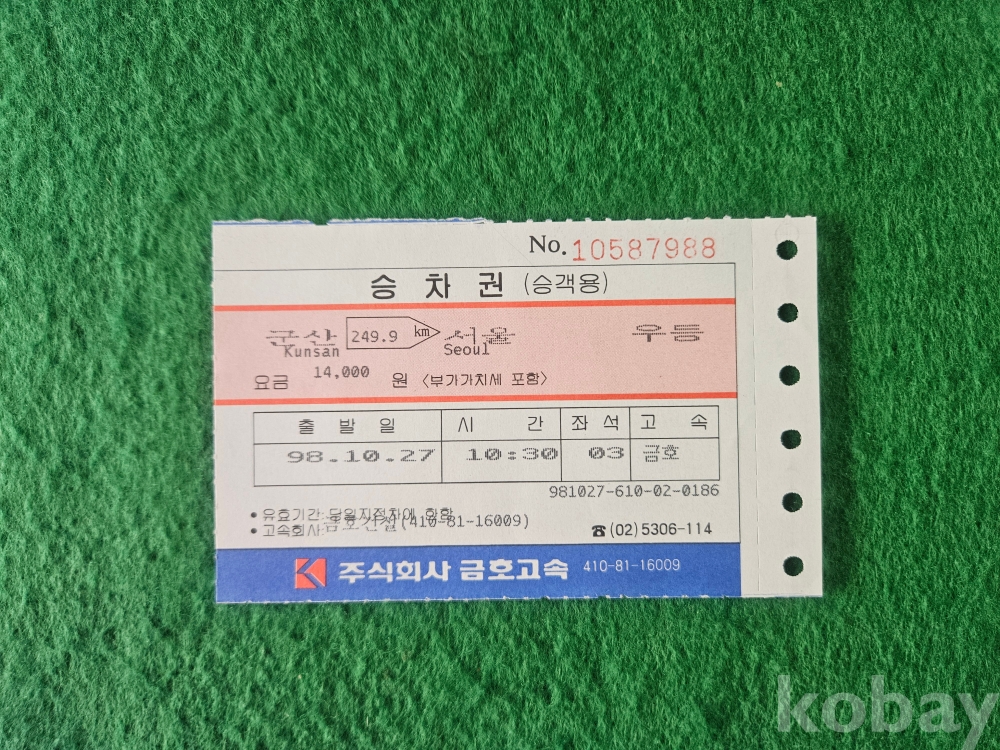 No. 10587988
승 차 권 (승객용)
군산 249.9 km 서울 우등
Kunsan Seoul
요금 14,000 원 <부가가치세 포함>
출 발 일 시 간 좌 석 고 속
98.10.27 10:30 03 금호
981027-610-02-0186
• 유효기간: 당일지정차에 한함
• 고속회사: 금호건설(410-81-16009) ☎(02)5306-114
주식회사 금호고속 410-81-16009
kobay